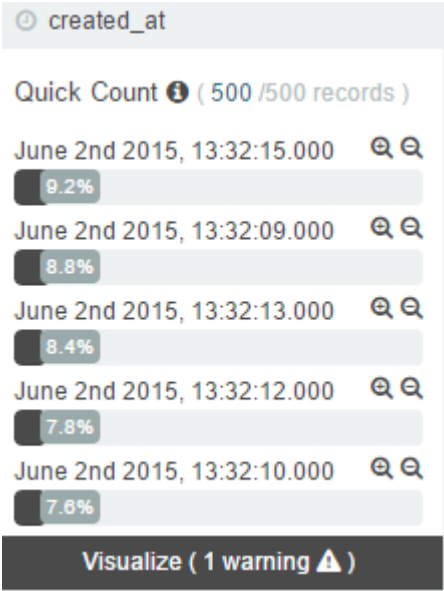 created_at
Quick Count ( 500 /500 records )
June 2nd 2015, 13:32:15.000
9.2%
June 2nd 2015, 13:32:09.000
8.8%
June 2nd 2015, 13:32:13.000
8.4%
June 2nd 2015, 13:32:12.000
7.8%
June 2nd 2015, 13:32:10.000
7.6%
Visualize ( 1 warning )